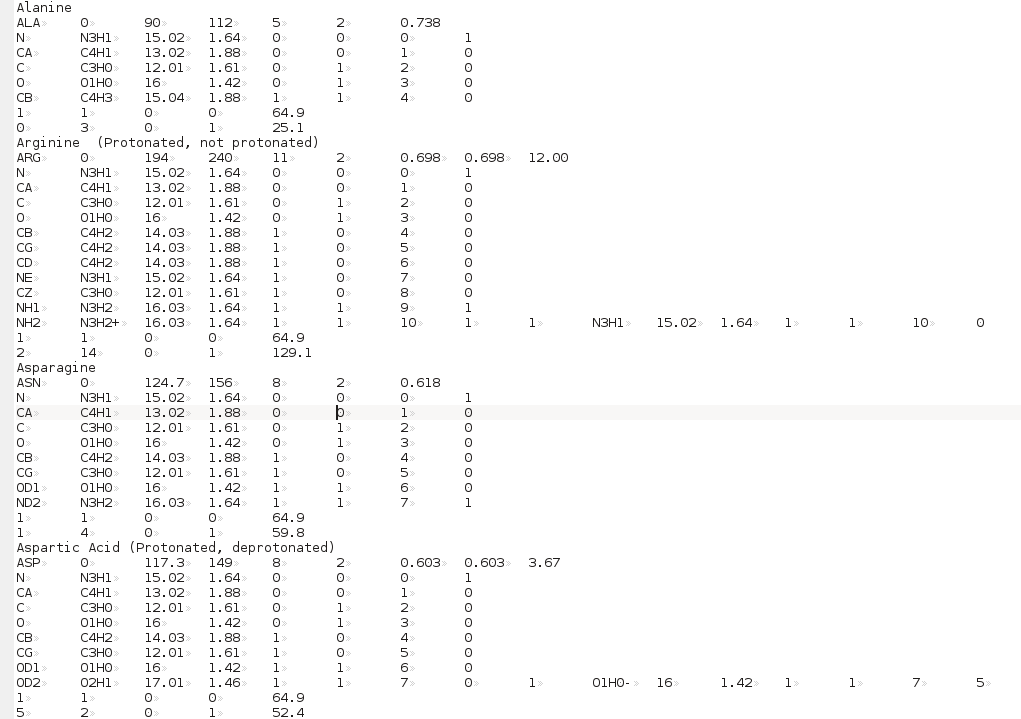 Alanine
ALA 0 90 112 5 2 0.738
N N3H1 15.02 1.64 0 0 0 1
CA C4H1 13.02 1.88 0 0 1 0
C C3H0 12.01 1.61 0 1 2 0
O O1H0 16 1.42 0 1 3 0
CB C4H3 15.04 1.88 1 1 4 0
1 1 0 0 64.9
0 3 0 1 25.1
Arginine (Protonated, not protonated)
ARG 0 194 240 11 2 0.698 0.698 12.00
N N3H1 15.02 1.64 0 0 0 1
CA C4H1 13.02 1.88 0 0 1 0
C C3H0 12.01 1.61 0 1 2 0
O O1H0 16 1.42 0 1 3 0
CB C4H2 14.03 1.88 1 0 4 0
CG C4H2 14.03 1.88 1 0 5 0
CD C4H2 14.03 1.88 1 0 6 0
NE N3H1 15.02 1.64 1 0 7 0
CZ C3H0 12.01 1.61 1 0 8 0
NH1 N3H2 16.03 1.64 1 1 9 1
NH2 N3H2+ 16.03 1.64 1 1 10 1 1 N3H1 15.02 1.64 1 1 10 0
1 1 0 0 64.9
2 14 0 1 129.1
Asparagine
ASN 0 124.7 156 8 2 0.618
N N3H1 15.02 1.64 0 0 0 1
CA C4H1 13.02 1.88 0 0 1 0
C C3H0 12.01 1.61 0 1 2 0
O O1H0 16 1.42 0 1 3 0
CB C4H2 14.03 1.88 1 0 4 0
CG C3H0 12.01 1.61 1 0 5 0
OD1 O1H0 16 1.42 1 1 6 0
ND2 N3H2 16.03 1.64 1 1 7 1
1 1 0 0 64.9
1 4 0 1 59.8
Aspartic Acid (Protonated, deprotonated)
ASP 0 117.3 149 8 2 0.603 0.603 3.67
N N3H1 15.02 1.64 0 0 0 1
CA C4H1 13.02 1.88 0 0 1 0
C C3H0 12.01 1.61 0 1 2 0
O O1H0 16 1.42 0 1 3 0
CB C4H2 14.03 1.88 1 0 4 0
CG C3H0 12.01 1.61 1 0 5 0
OD1 O1H0 16 1.42 1 1 6 0
OD2 O2H1 17.01 1.46 1 1 7 0 1 O1H0- 16 1.42 1 1 7 5
1 1 0 0 64.9
5 2 0 1 52.4